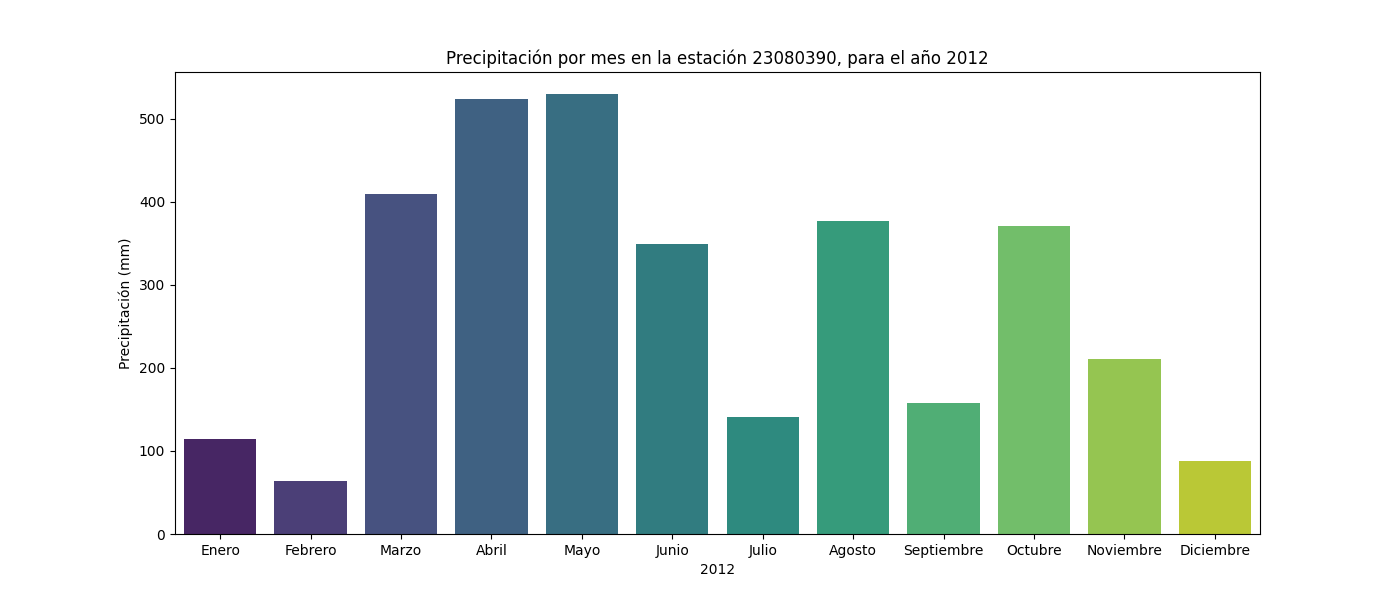 Precipitación por mes en la estación 23080390, para el año 2012
Precipitación (mm)
500
400
300
200
100
0
Enero Febrero Marzo Abril Mayo Junio Julio Agosto Septiembre Octubre Noviembre Diciembre
2012